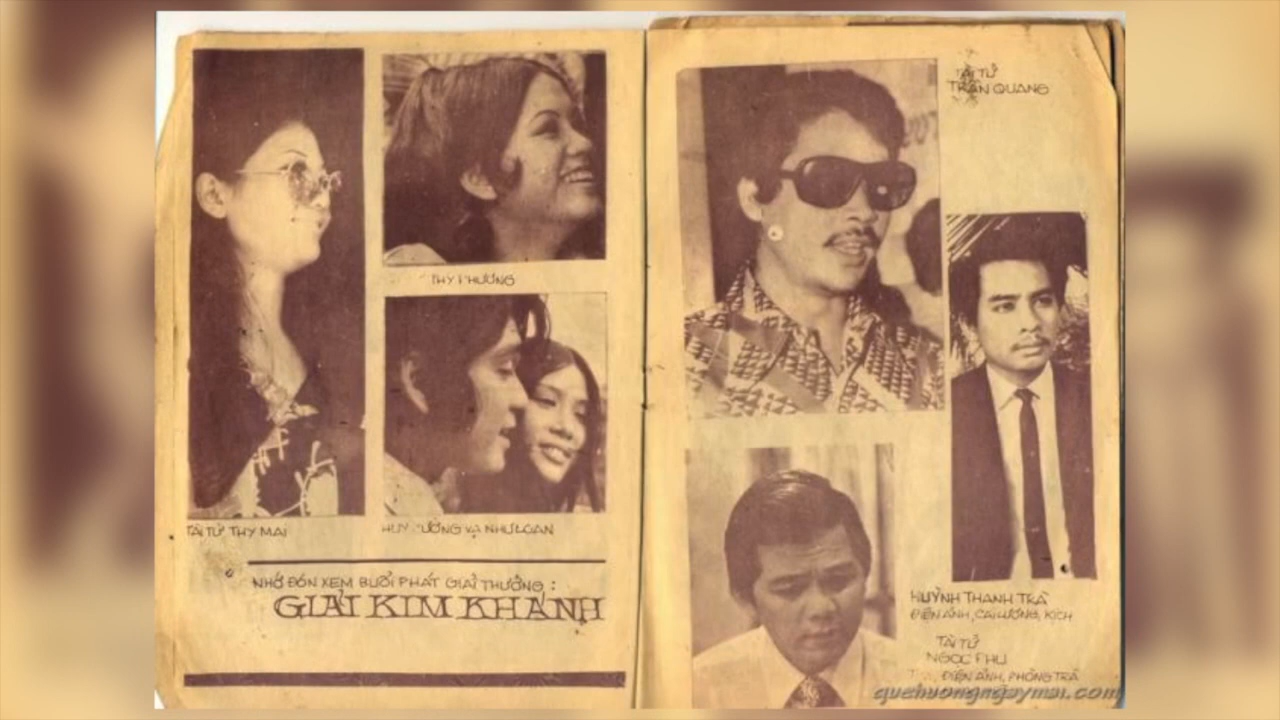 THY PHƯƠNG
TÀI TỬ THY MAI
HUY CƯỜNG VÀ NHƯ LOAN
NHỚ ĐÓN XEM BUỔI PHÁT GIẢI THƯỞNG :
GIẢI KIM KHÁNH
TÀI TỬ
TRẦN QUANG
HUỲNH THANH TRÀ
ĐIỆN ẢNH, CẢI LƯƠNG, KỊCH
TÀI TỬ
NGỌC PHU
ĐIỆN ẢNH, PHÒNG TRÀ
quehuongngaymai.com